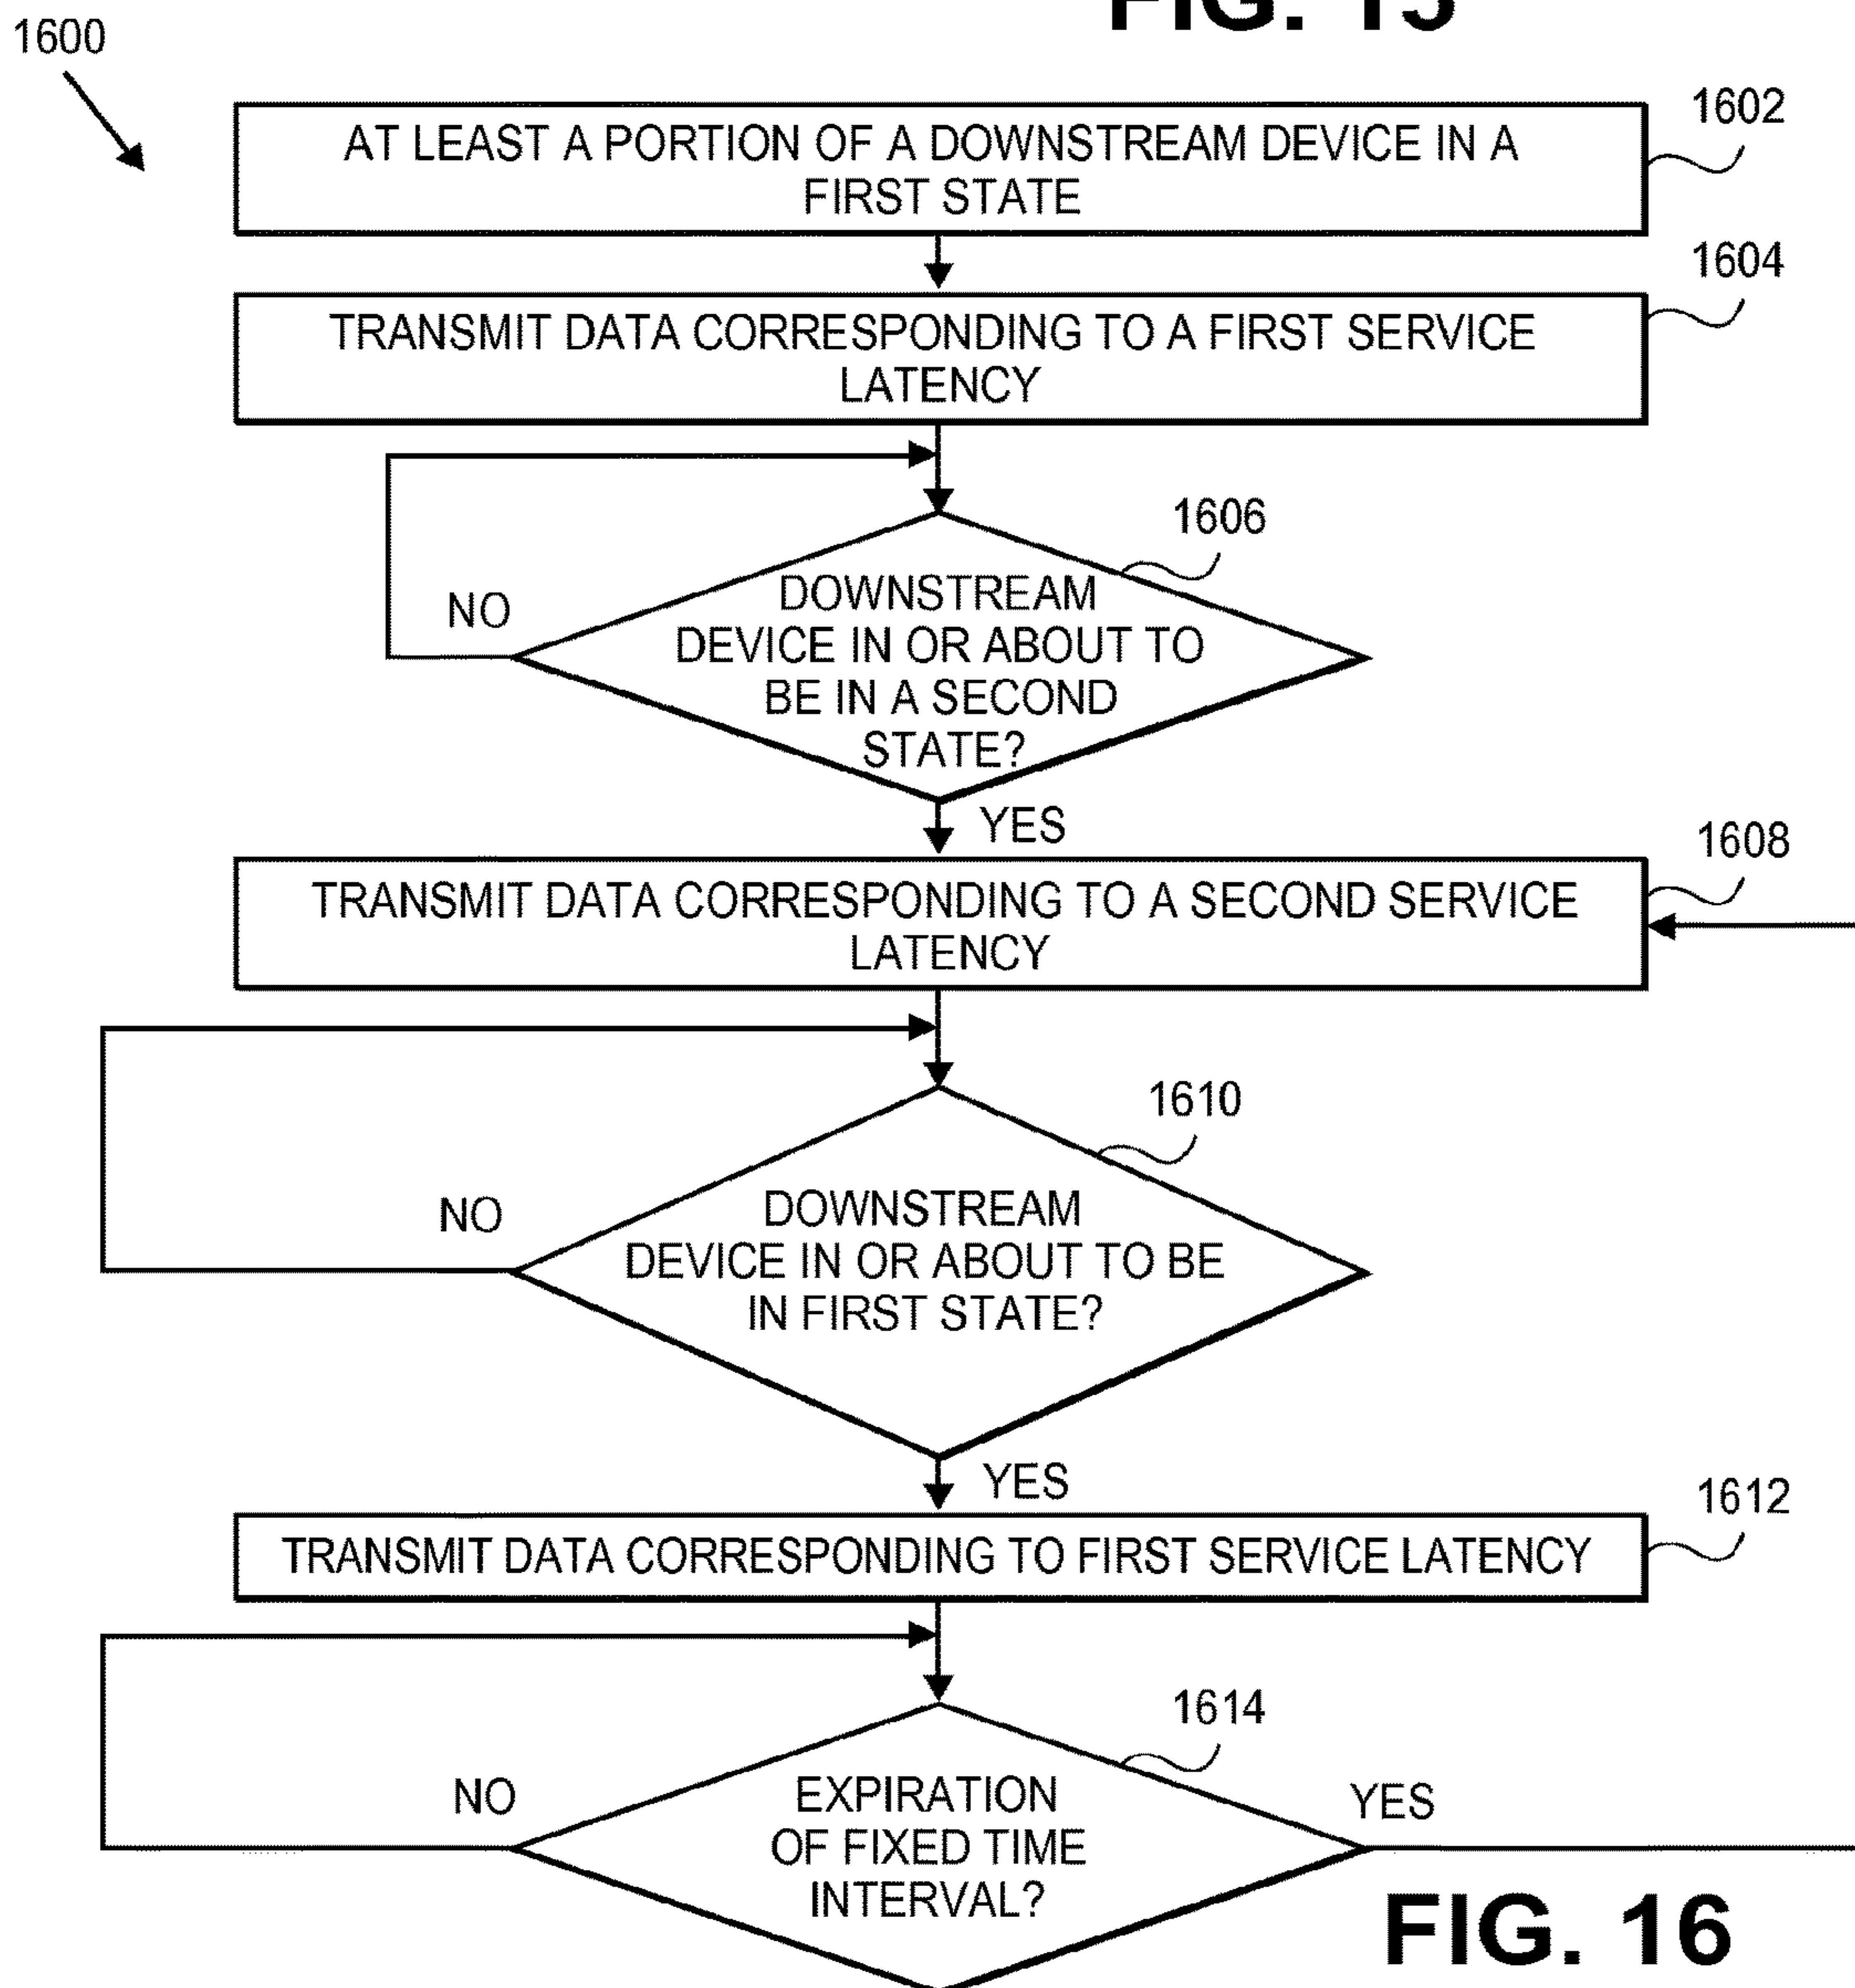 FIG. 15
1600
1602
AT LEAST A PORTION OF A DOWNSTREAM DEVICE IN A
FIRST STATE
1604
TRANSMIT DATA CORRESPONDING TO A FIRST SERVICE
LATENCY
1606
NO
DOWNSTREAM
DEVICE IN OR ABOUT TO
BE IN A SECOND
STATE?
YES
1608
TRANSMIT DATA CORRESPONDING TO A SECOND SERVICE
LATENCY
1610
NO
DOWNSTREAM
DEVICE IN OR ABOUT TO BE
IN FIRST STATE?
YES
1612
TRANSMIT DATA CORRESPONDING TO FIRST SERVICE LATENCY
1614
NO
EXPIRATION
OF FIXED TIME
INTERVAL?
YES
FIG. 16